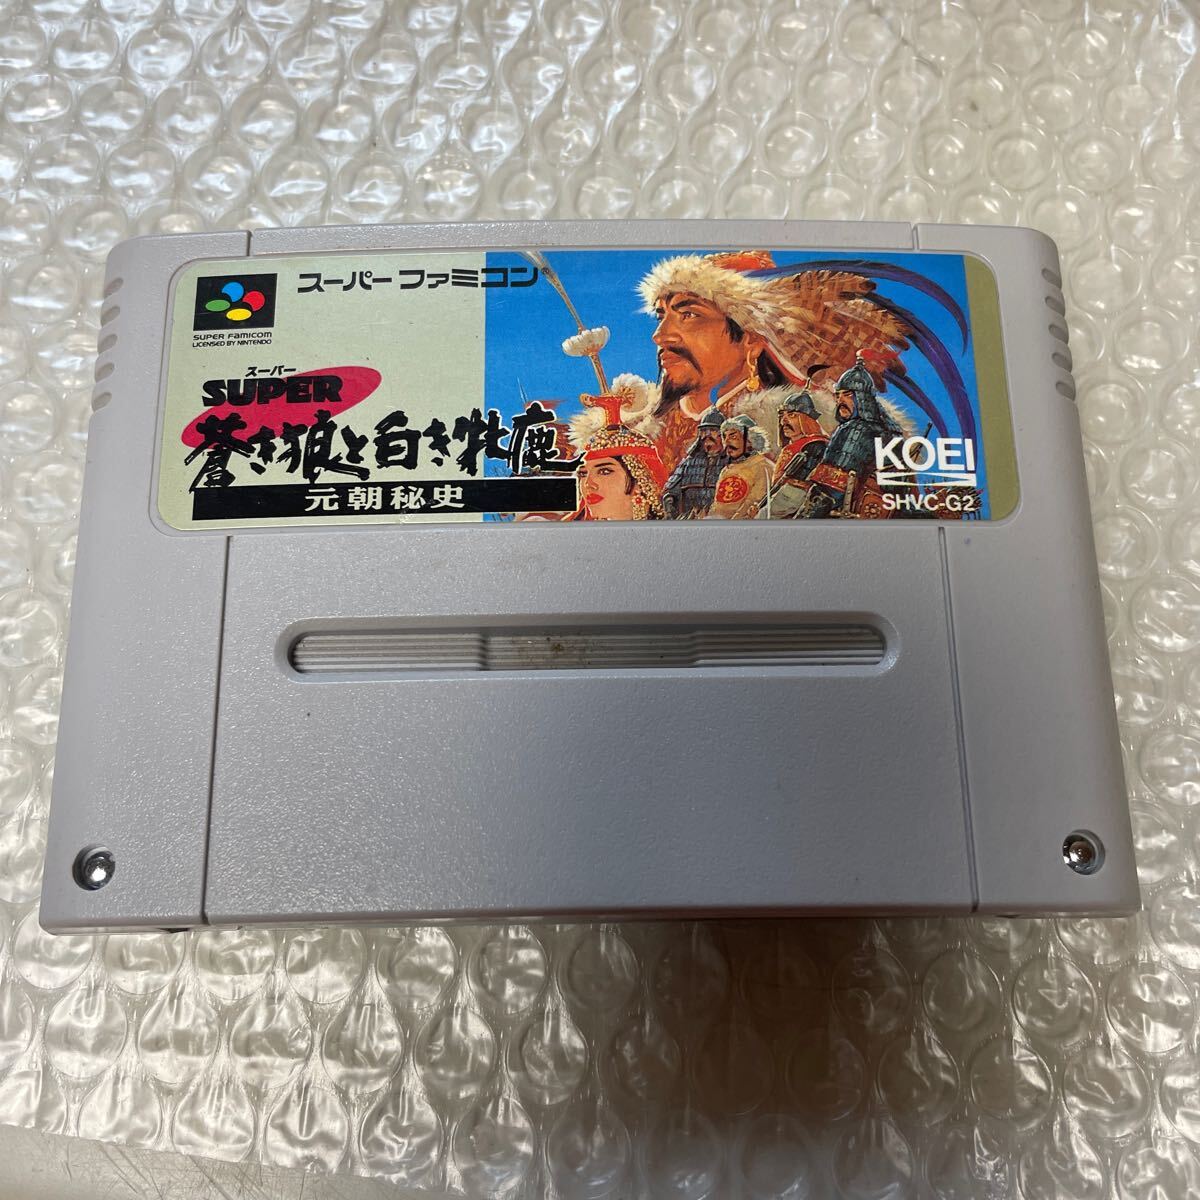 スーパーファミコン®
SUPER FAMICOM
LICENSED BY NINTENDO
スーパー
SUPER
蒼き狼と白き牝鹿
元朝秘史
KOEI
SHVC-G2